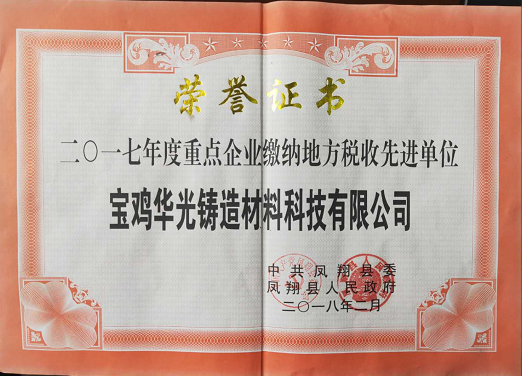 荣誉证书
二〇一七年度重点企业缴纳地方税收先进单位
宝鸡华光铸造材料科技有限公司
中共凤翔县委
凤翔县人民政府
二〇一八年二月